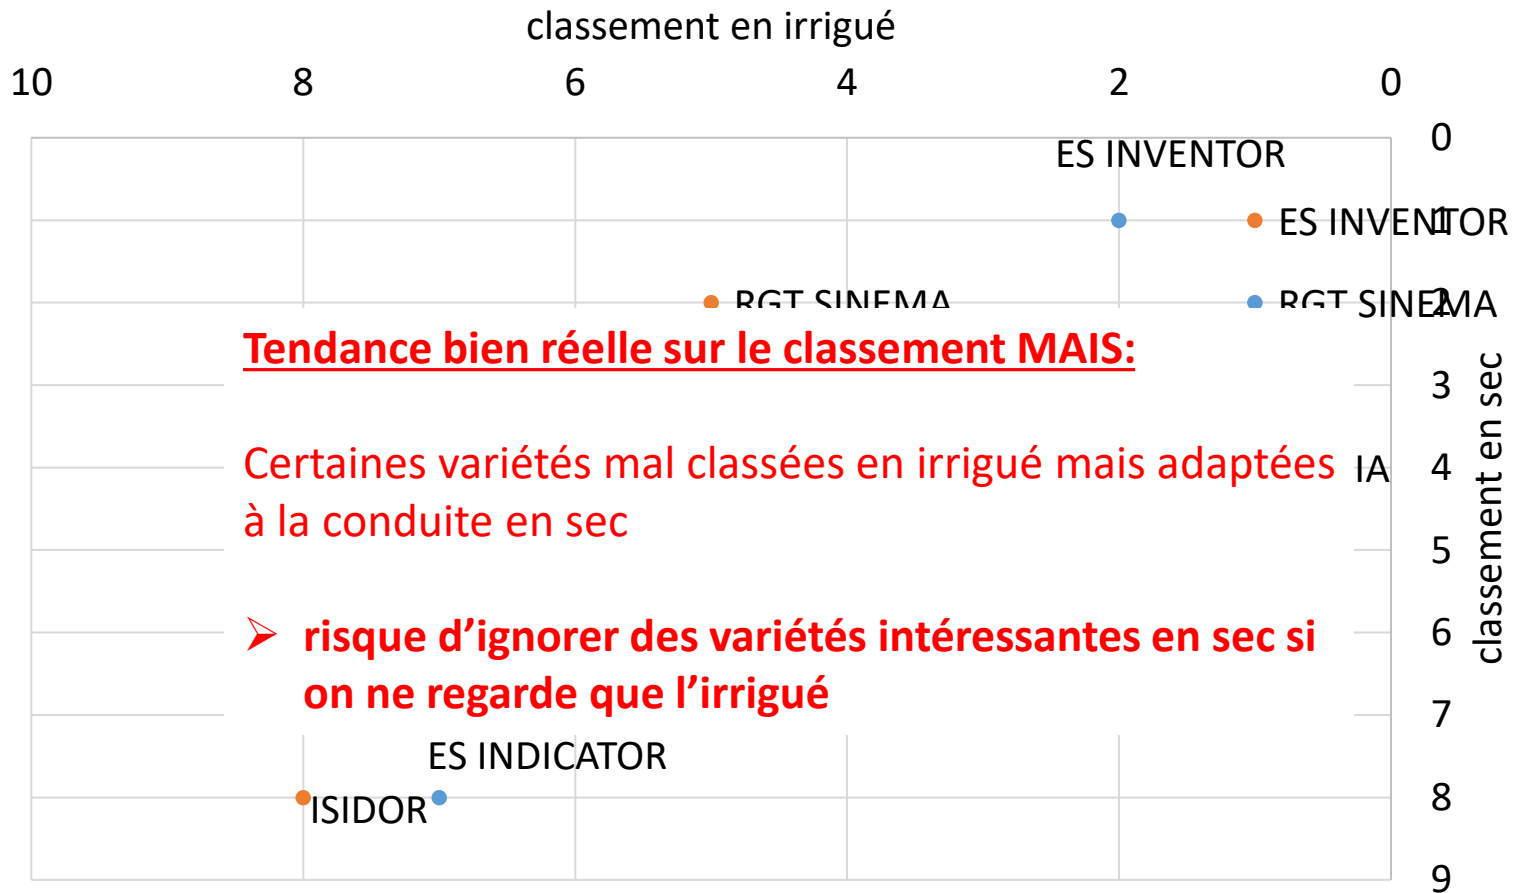 classement en irrigué
10 8 6 4 2 0
0
ES INVENTOR
1
ES INVENTOR
RGT SINEMA
RGT SINEMA
2
Tendance bien réelle sur le classement MAIS:
3
Certaines variétés mal classées en irrigué mais adaptées
à la conduite en sec
IA
4
5
classement en sec
risque d’ignorer des variétés intéressantes en sec si
on ne regarde que l’irrigué
6
7
ES INDICATOR
ISIDOR
8
9